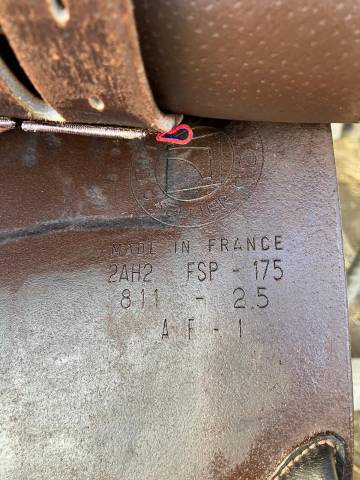 MADE IN FRANCE
2AH2 FSP - 175
811 - 2.5
A F - 1